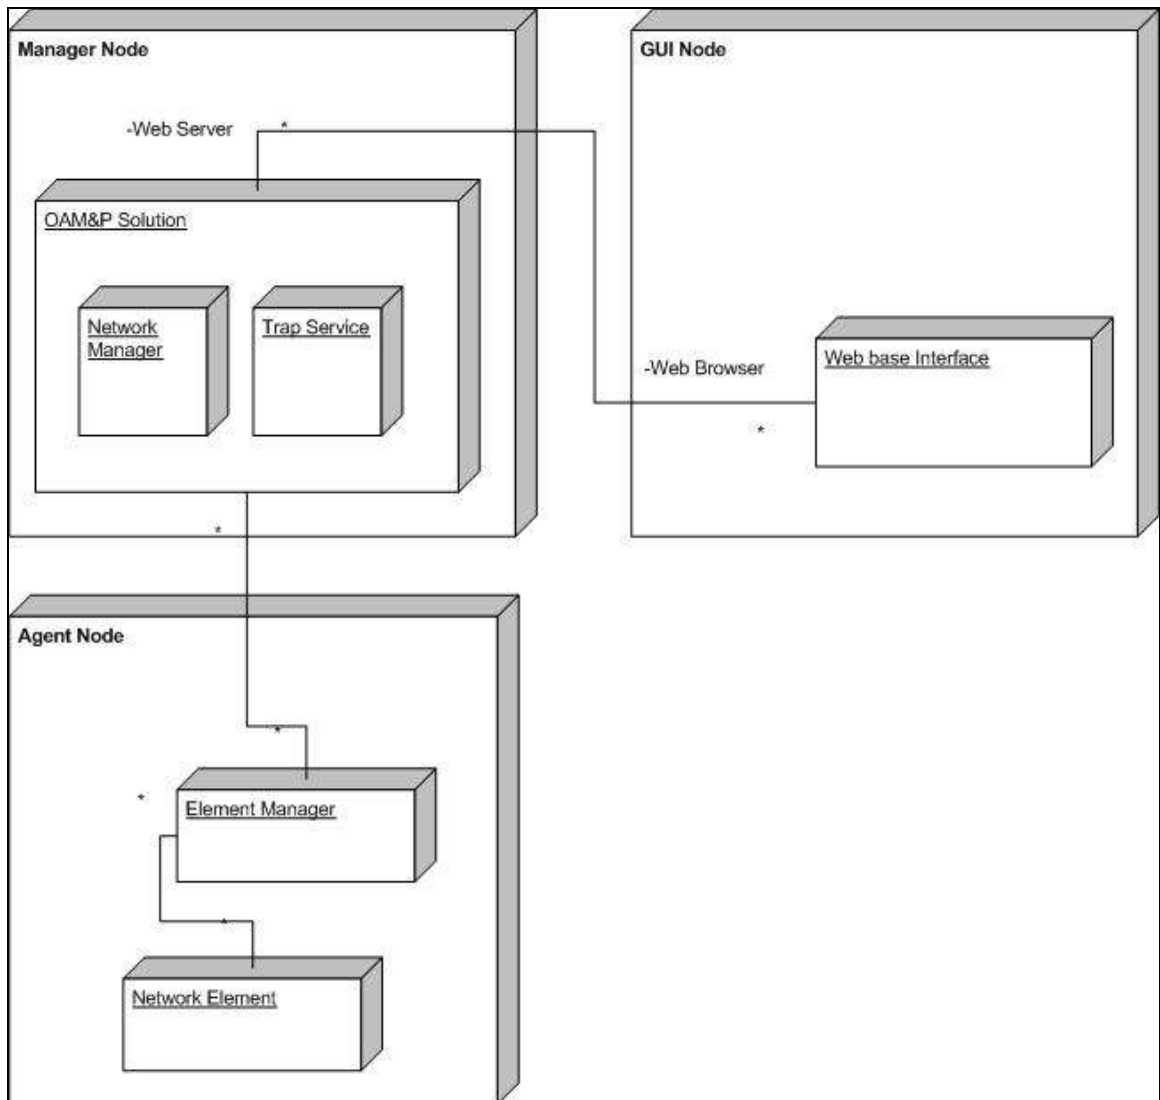 Manager Node
GUI Node
-Web Server
*
OAM&P Solution
Network
Manager
Trap Service
Web base Interface
-Web Browser
*
*
Agent Node
*
*
Element Manager
*
Network Element